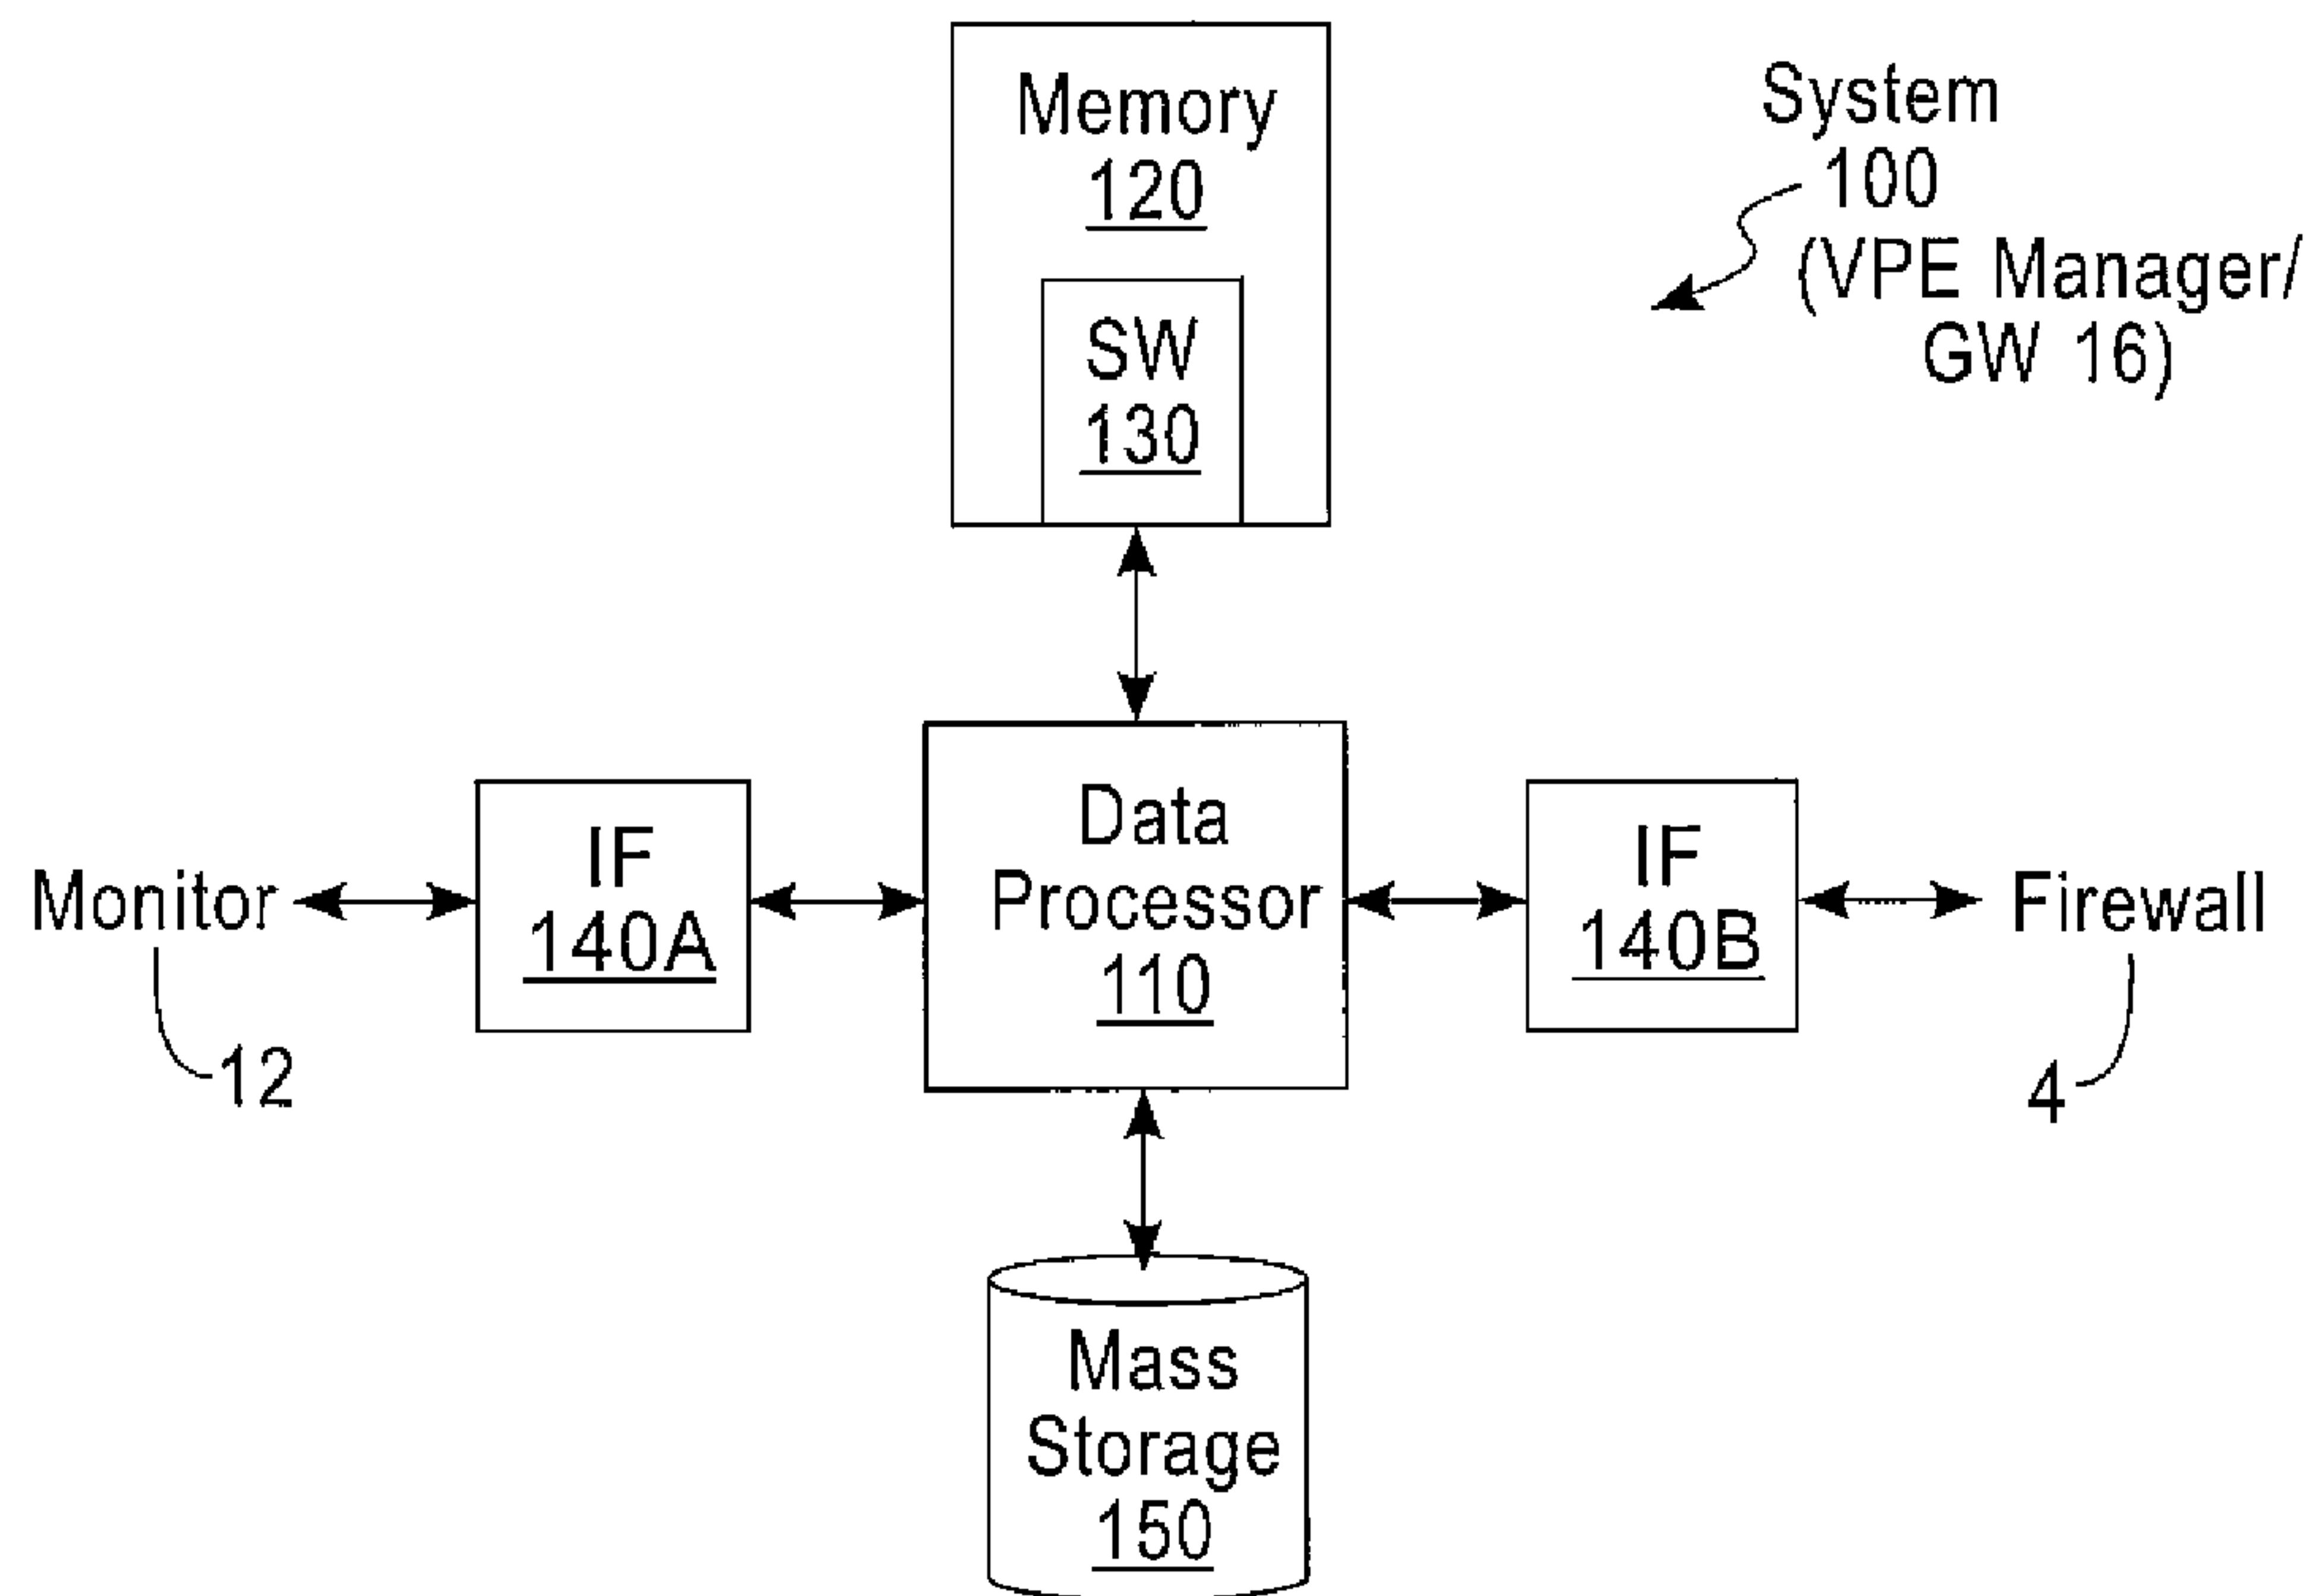 Memory
120
SW
130
System
100
(VPE Manager/
GW 16)
Monitor
12
IF
140A
Data
Processor
110
IF
140B
Firewall
4
Mass
Storage
150